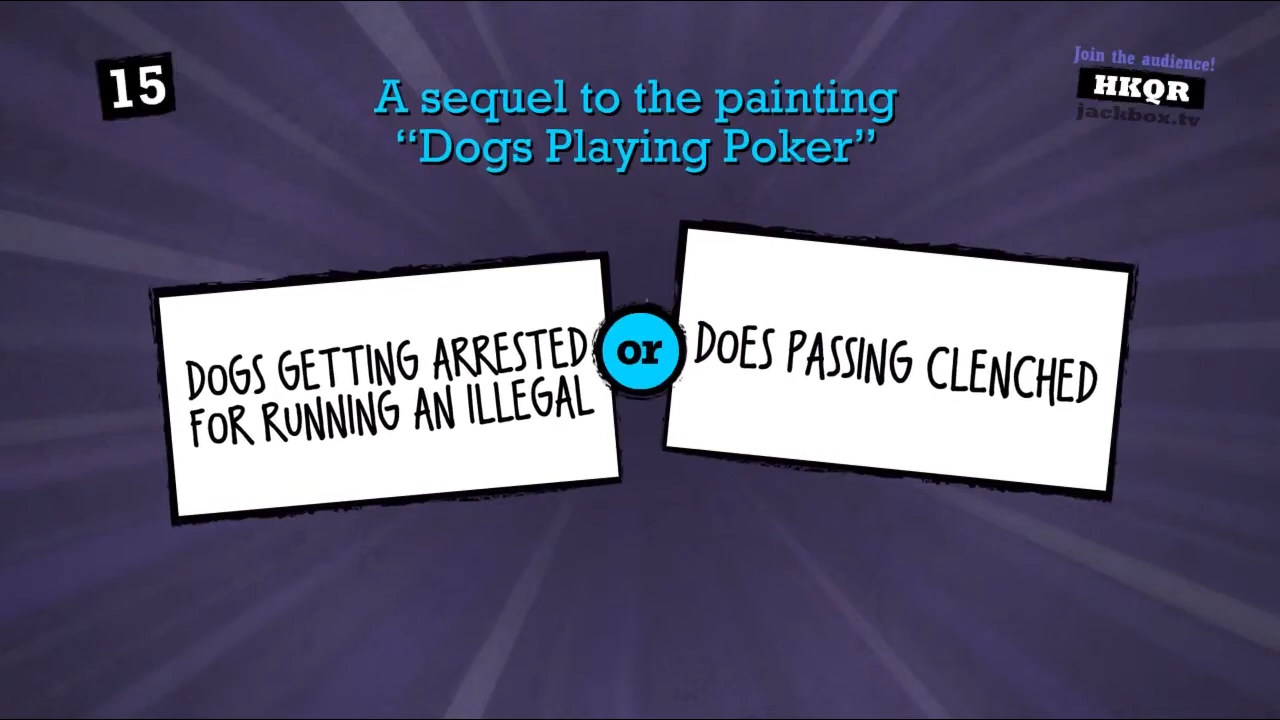 15
A sequel to the painting
“Dogs Playing Poker”
Join the audience!
HKQR
jackbox.tv
DOGS GETTING ARRESTED
FOR RUNNING AN ILLEGAL
or
DOES PASSING CLENCHED